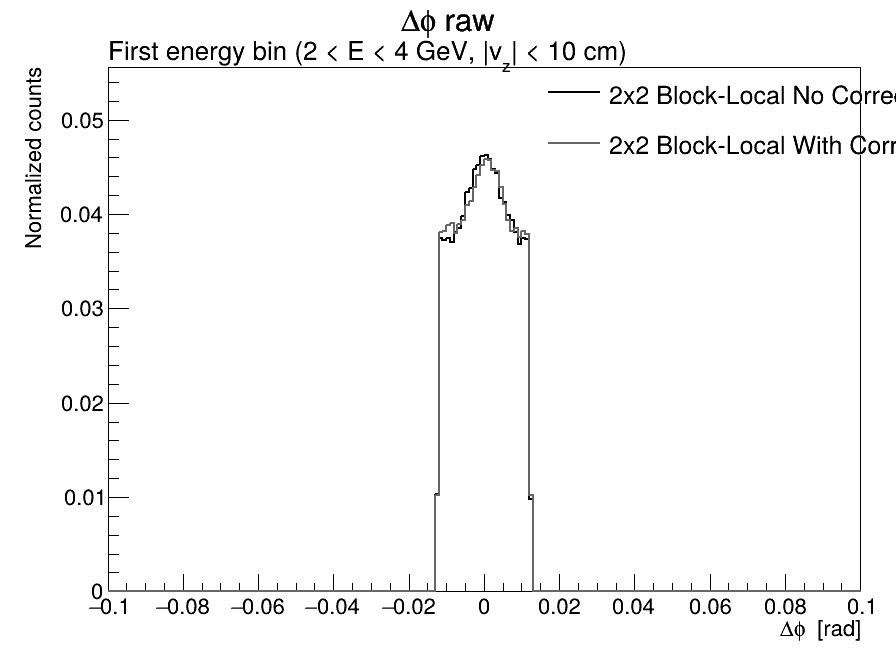 Δϕ raw
First energy bin (2 < E < 4 GeV, |v_z| < 10 cm)
2x2 Block-Local No Corre
2x2 Block-Local With Corr
Normalized counts
0.05
0.04
0.03
0.02
0.01
0
−0.1 −0.08 −0.06 −0.04 −0.02 0 0.02 0.04 0.06 0.08 0.1
Δϕ [rad]